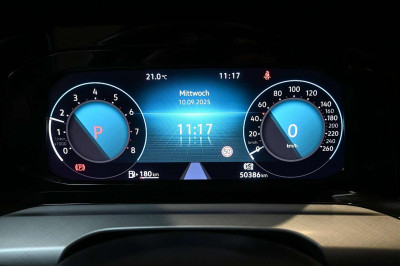 21.0°C 11:17
Mittwoch
10.09.2025
11:17
0 1 2 3 4 5 6 7 8
P
0 20 40 60 80 100 120 140 160 180 200 220 240 260
0
km/h
50
180 km
50386 km